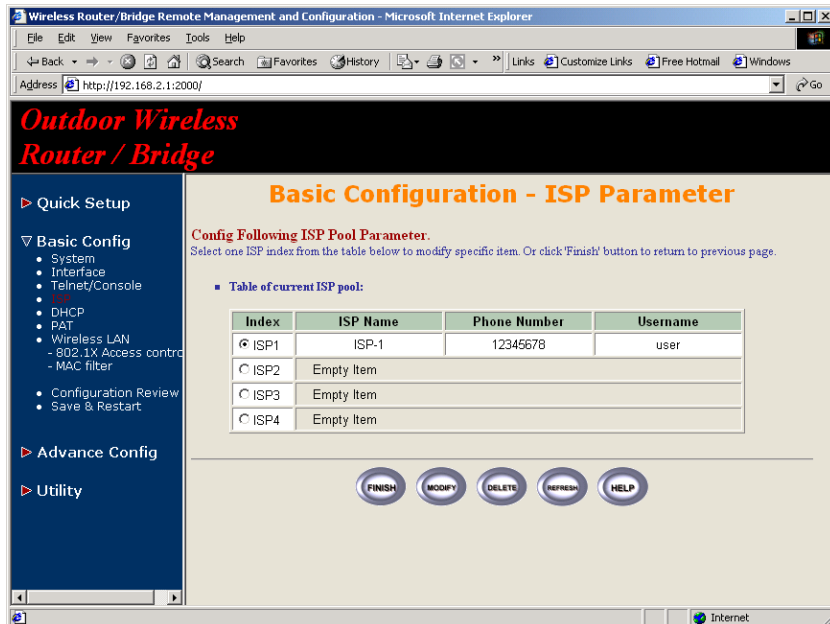 Wireless Router/Bridge Remote Management and Configuration - Microsoft Internet Explorer
File Edit View Favorites Tools Help
Back Search Favorites History » Links Customize Links Free Hotmail Windows
Address http://192.168.2.1:2000/ Go
Outdoor Wireless
Router / Bridge
Quick Setup
Basic Config
System
Interface
Telnet/Console
ISP
DHCP
PAT
Wireless LAN
- 802.1X Access contro
- MAC filter
Configuration Review
Save & Restart
Advance Config
Utility
Basic Configuration - ISP Parameter
Config Following ISP Pool Parameter.
Select one ISP index from the table below to modify specific item. Or click 'Finish' button to return to previous page.
Table of current ISP pool:
Index ISP Name Phone Number Username
ISP1 ISP-1 12345678 user
ISP2 Empty Item
ISP3 Empty Item
ISP4 Empty Item
FINISH MODIFY DELETE REFRESH HELP
Internet